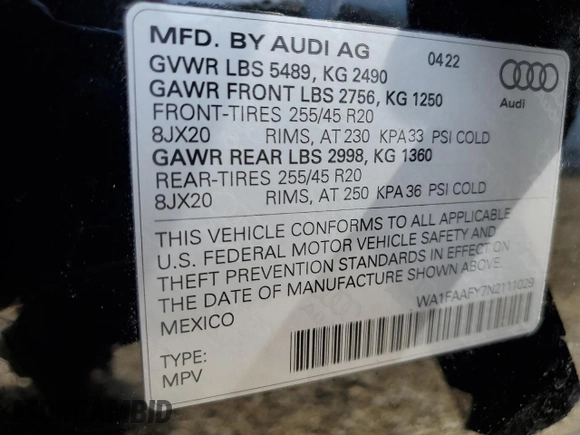 MFD. BY AUDI AG 04.22
GVWR LBS 5489, KG 2490
GAWR FRONT LBS 2756, KG 1250
FRONT-TIRES 255/45 R20
8JX20 RIMS, AT 230 KPA 33 PSI COLD
GAWR REAR LBS 2998, KG 1360
REAR-TIRES 255/45 R20
8JX20 RIMS, AT 250 KPA 36 PSI COLD
Audi
THIS VEHICLE CONFORMS TO ALL APPLICABLE
U.S. FEDERAL MOTOR VEHICLE SAFETY AND
THEFT PREVENTION STANDARDS IN EFFECT ON
THE DATE OF MANUFACTURE SHOWN ABOVE.
MEXICO
WA1FAAFY7N2111029
TYPE:
MPV